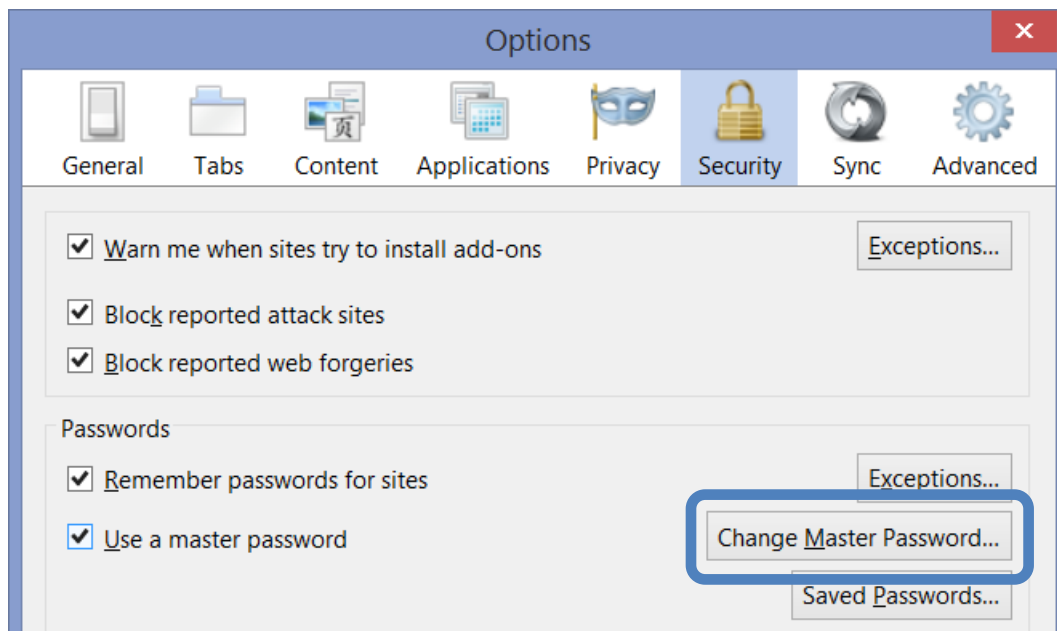 Options
页
General Tabs Content Applications Privacy Security Sync Advanced
Warn me when sites try to install add-ons Exceptions...
Block reported attack sites
Block reported web forgeries
Passwords
Remember passwords for sites Exceptions...
Use a master password Change Master Password...
Saved Passwords...